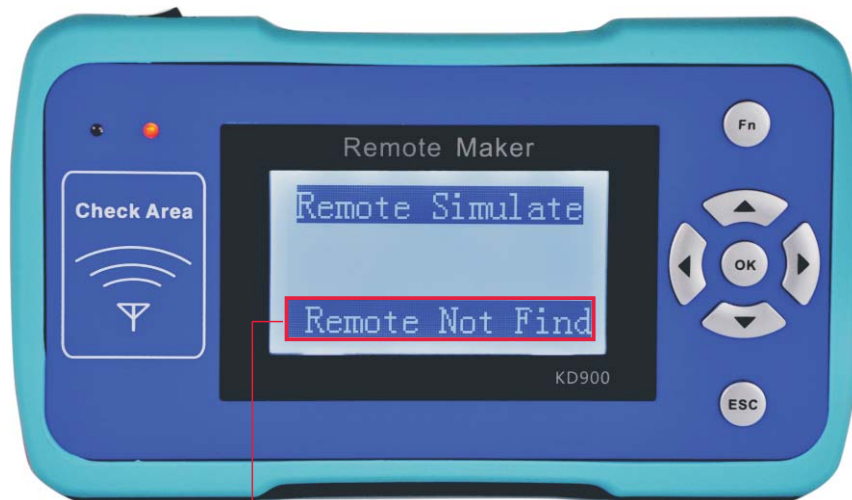 Remote Maker
Fn
Check Area
Remote Simulate
OK
Remote Not Find
KD900
ESC